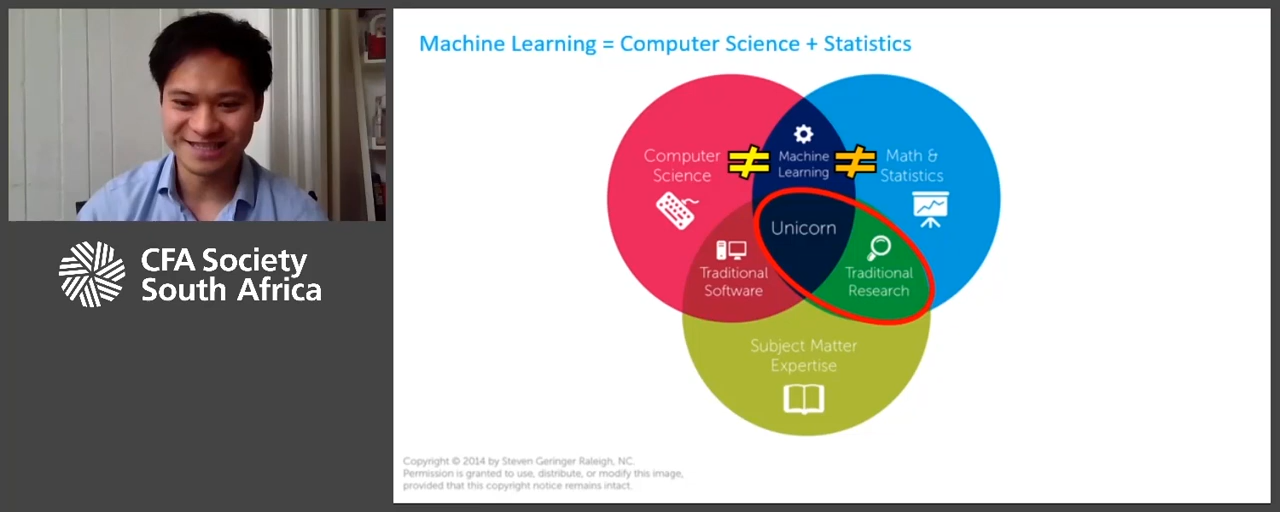 CFA Society
South Africa
Machine Learning = Computer Science + Statistics
Computer
Science
≠
Machine
Learning
≠
Math &
Statistics
Unicorn
Traditional
Software
Traditional
Research
Subject Matter
Expertise
Copyright © 2014 by Steven Geringer Raleigh, NC.
Permission is granted to use, distribute, or modify this image,
provided that this copyright notice remains intact.